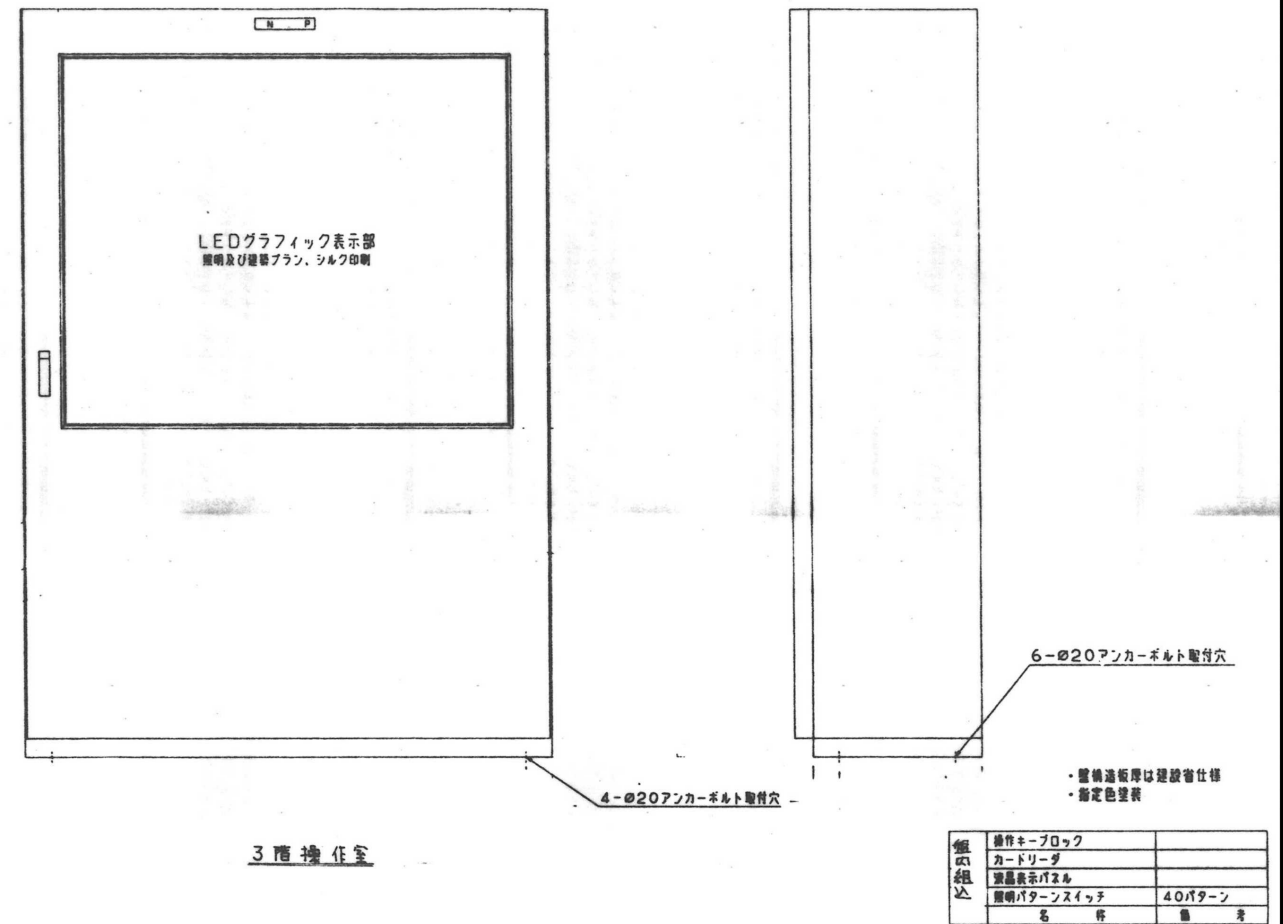 N P
LEDグラフィック表示部
照明及び建築プラン、シルク印刷
6-Ø20アンカーボルト取付穴
4-Ø20アンカーボルト取付穴
・盤構造板厚は建設省仕様
・指定色塗装
3階操作室
盤内組込
操作キーブロック
カードリーダ
液晶表示パネル
照明パターンスイッチ 40パターン
名 称 備 考